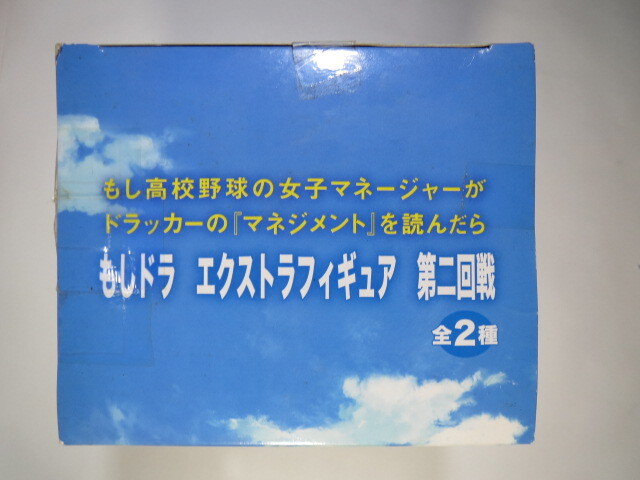 もし高校野球の女子マネージャーが
ドラッカーの『マネジメント』を読んだら
もしドラ エクストラフィギュア 第二回戦
全2種